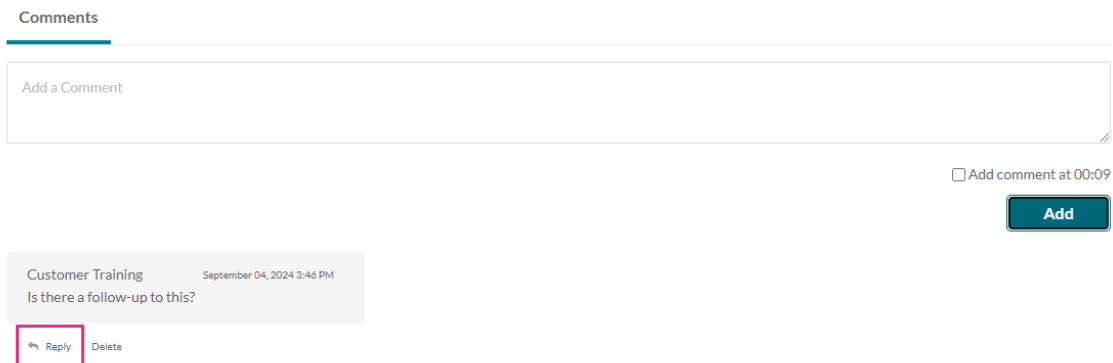 Comments
Add a Comment
Add comment at 00:09
Add
Customer Training September 04, 2024 3:46 PM
Is there a follow-up to this?
Reply Delete